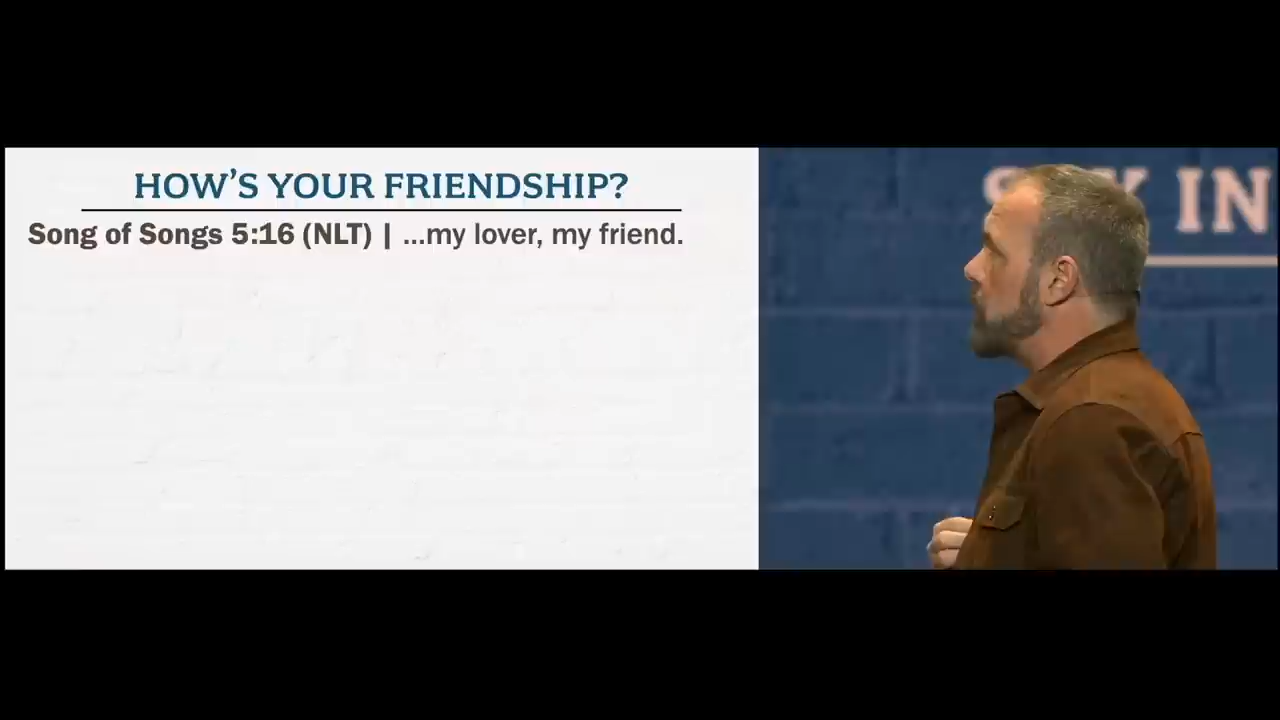 HOW'S YOUR FRIENDSHIP?
Song of Songs 5:16 (NLT) | ...my lover, my friend.
IN